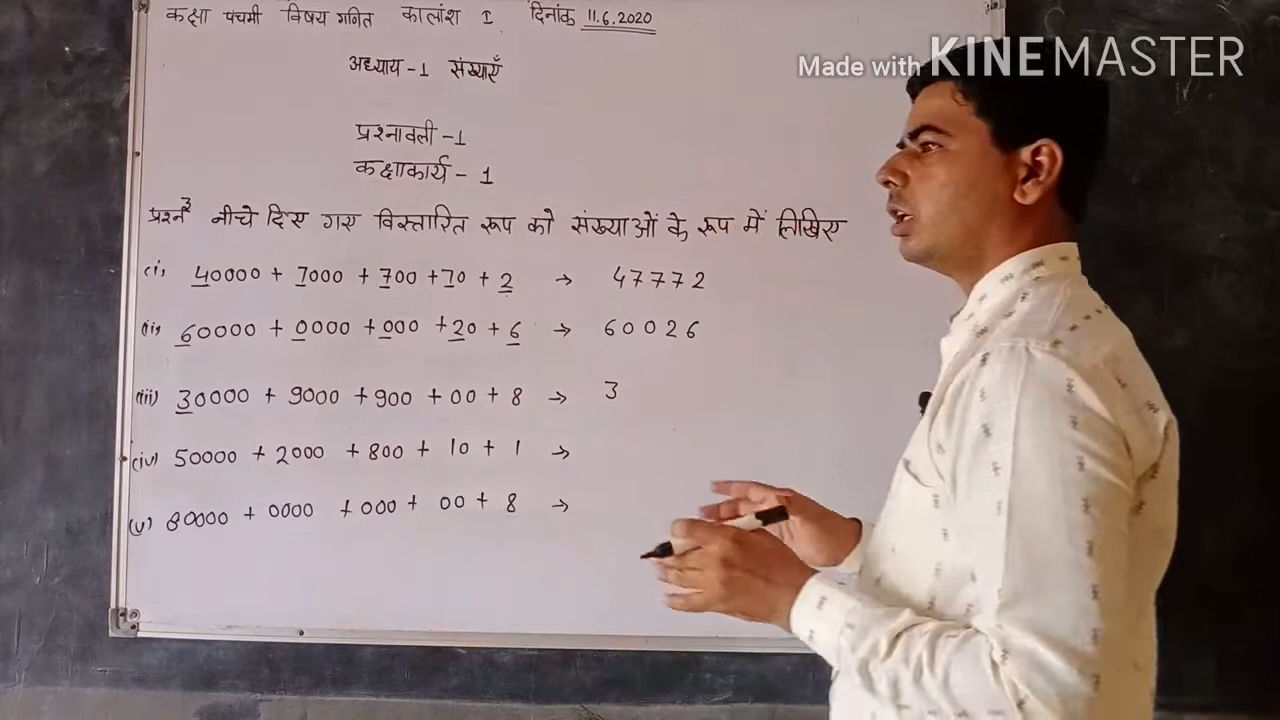 कक्षा पंचमी विषय गणित कालांश I दिनांक 11.6.2020
Made with KINEMASTER
अध्याय -1 संख्याएँ
प्रश्नावली -1
कक्षाकार्य - 1
प्रश्न 3 नीचे दिए गए विस्तारित रूप को संख्याओं के रूप में लिखिए
(i) 40000 + 7000 + 700 + 70 + 2 → 47772
(ii) 60000 + 0000 + 000 + 20 + 6 → 60026
(iii) 30000 + 9000 + 900 + 00 + 8 → 3
(iv) 50000 + 2000 + 800 + 10 + 1 →
(v) 80000 + 0000 + 000 + 00 + 8 →